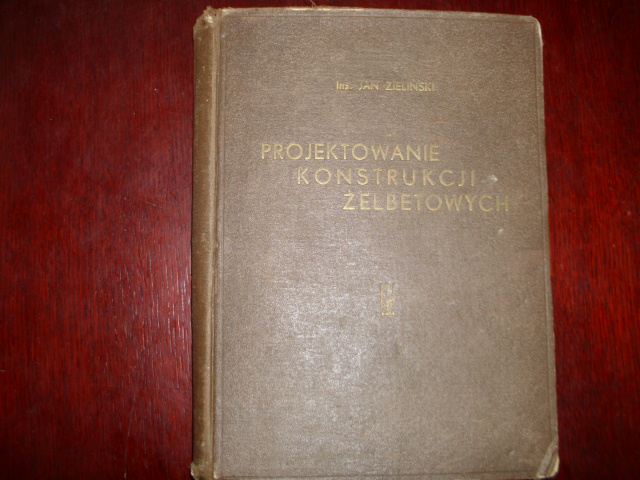 Inż. JAN ZIELIŃSKI
PROJEKTOWANIE
KONSTRUKCJI
ŻELBETOWYCH